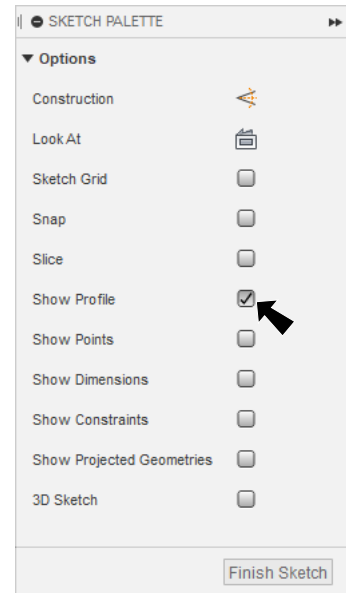 SKETCH PALETTE
Options
Construction
Look At
Sketch Grid
Snap
Slice
Show Profile
Show Points
Show Dimensions
Show Constraints
Show Projected Geometries
3D Sketch
Finish Sketch